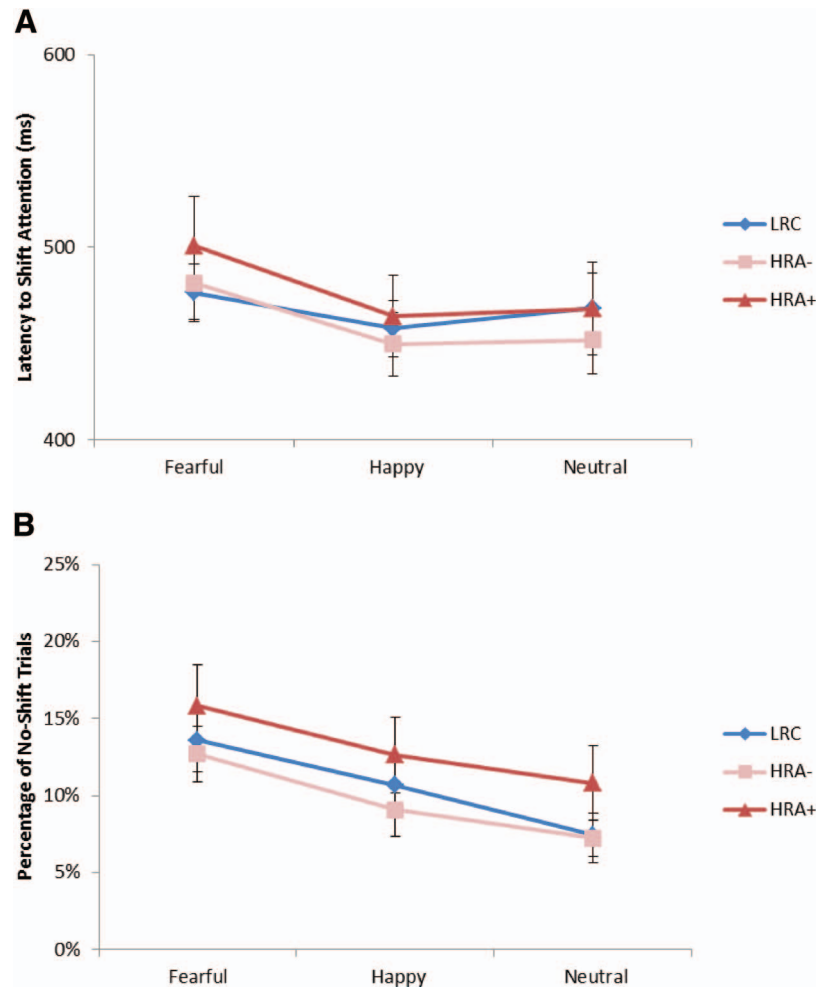 A
600
500
400
Latency to Shift Attention (ms)
Fearful
Happy
Neutral
LRC
HRA-
HRA+
B
25%
20%
15%
10%
5%
0%
Percentage of No-Shift Trials
Fearful
Happy
Neutral
LRC
HRA-
HRA+